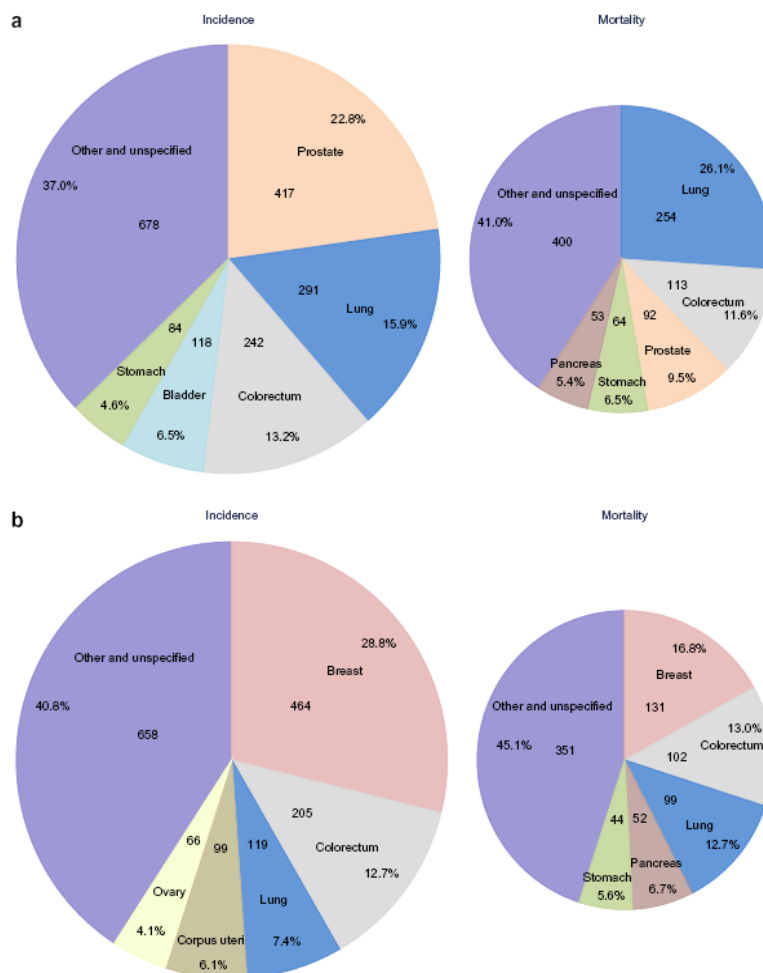 a
Incidence
Mortality
22.8%
Prostate
417
Other and unspecified
37.0%
678
291
Lung
15.9%
242
Colorectum
13.2%
118
Bladder
6.5%
84
Stomach
4.6%
26.1%
Lung
254
Other and unspecified
41.0%
400
113
Colorectum
11.6%
92
Prostate
9.5%
64
Stomach
6.5%
53
Pancreas
5.4%
b
Incidence
Mortality
28.8%
Breast
464
Other and unspecified
40.8%
658
205
Colorectum
12.7%
119
Lung
7.4%
99
Corpus uteri
6.1%
66
Ovary
4.1%
16.8%
Breast
131
Other and unspecified
45.1%
351
13.0%
Colorectum
102
99
Lung
12.7%
52
Pancreas
6.7%
44
Stomach
5.6%